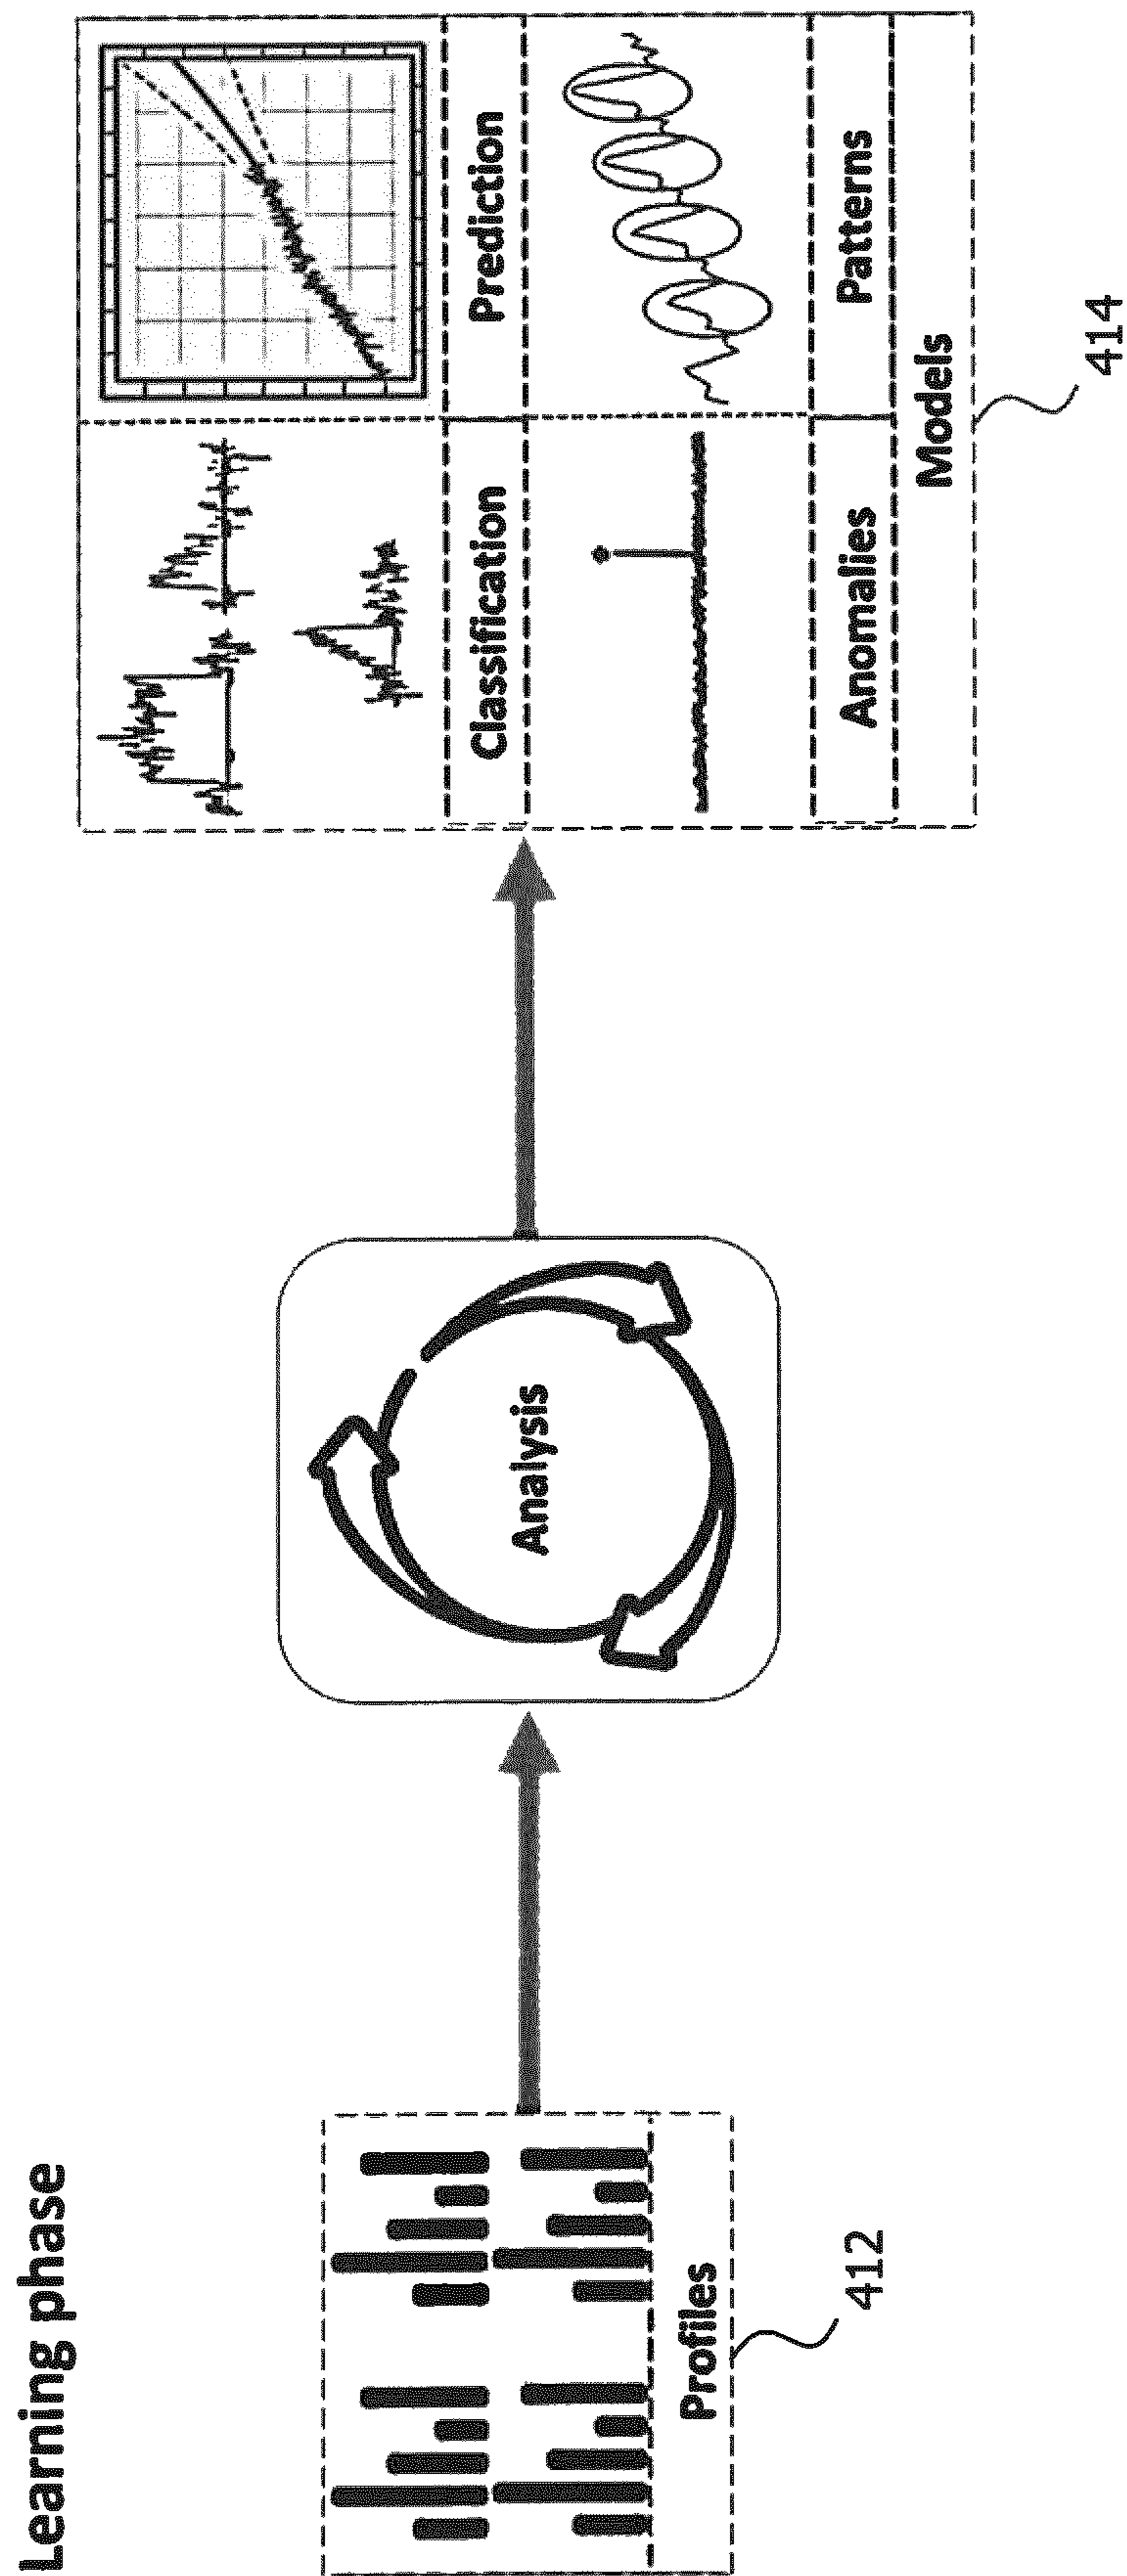 Learning phase
Profiles
412
Analysis
Classification
Prediction
Anomalies
Patterns
Models
414